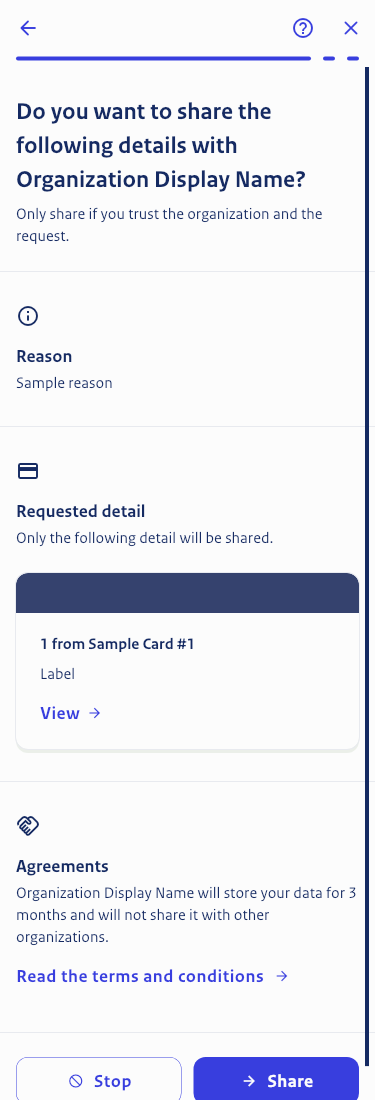 Do you want to share the
following details with
Organization Display Name?
Only share if you trust the organization and the
request.
Reason
Sample reason
Requested detail
Only the following detail will be shared.
1 from Sample Card #1
Label
View
Agreements
Organization Display Name will store your data for 3
months and will not share it with other
organizations.
Read the terms and conditions
Stop
Share